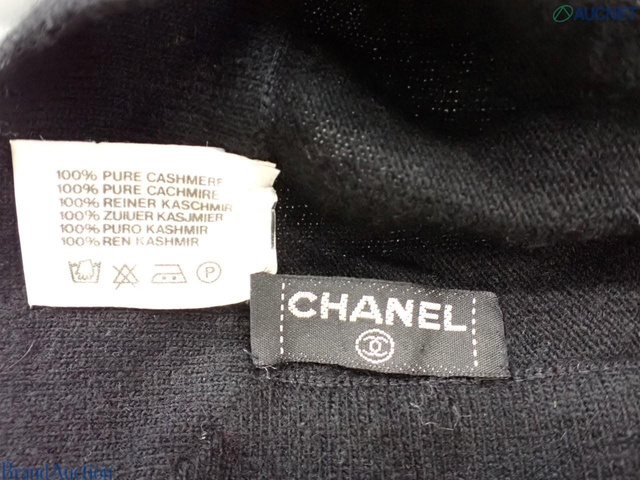 AUCNET
100% PURE CASHMERE
100% PURE CACHMIRE
100% REINER KASCHMIR
100% ZUIUER KASJMIER
100% PURO KASHMIR
100% REN KASHMIR
P
CHANEL
Brand Auction